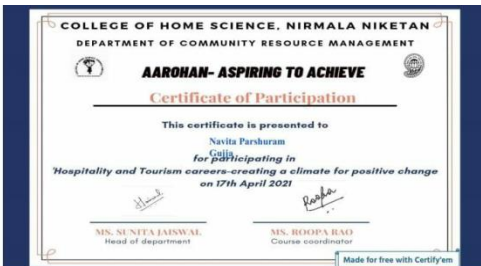 COLLEGE OF HOME SCIENCE, NIRMALA NIKETAN
DEPARTMENT OF COMMUNITY RESOURCE MANAGEMENT
AAROHAN- ASPIRING TO ACHIEVE
Certificate of Participation
This certificate is presented to
Navita Parshuram
Gujja
for participating in
'Hospitality and Tourism careers-creating a climate for positive change
on 17th April 2021
Roopa
MS. SUNITA JAISWAL
Head of department
MS. ROOPA RAO
Course coordinator
Made for free with Certify'em